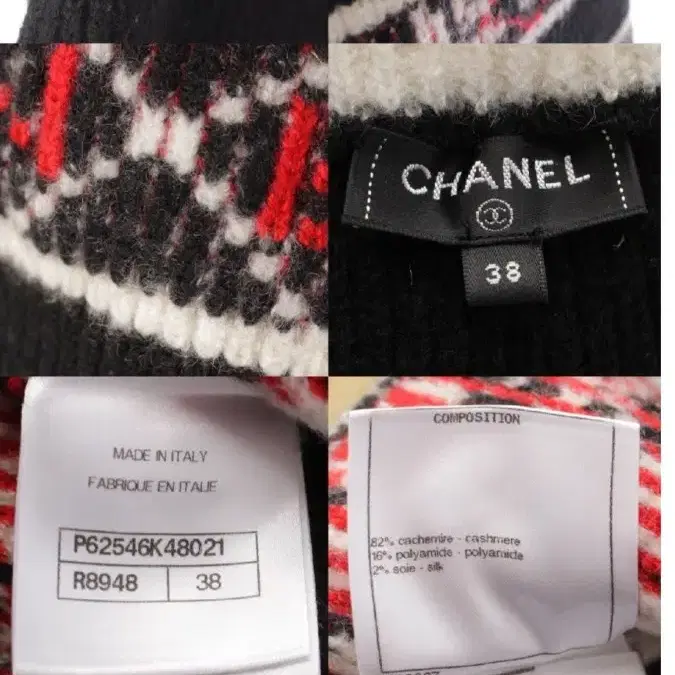 CHANEL
38
MADE IN ITALY
FABRIQUE EN ITALIE
P62546K48021
R8948 38
COMPOSITION
82% cachemire - cashmere
16% polyamide - polyamide
2% soie - silk